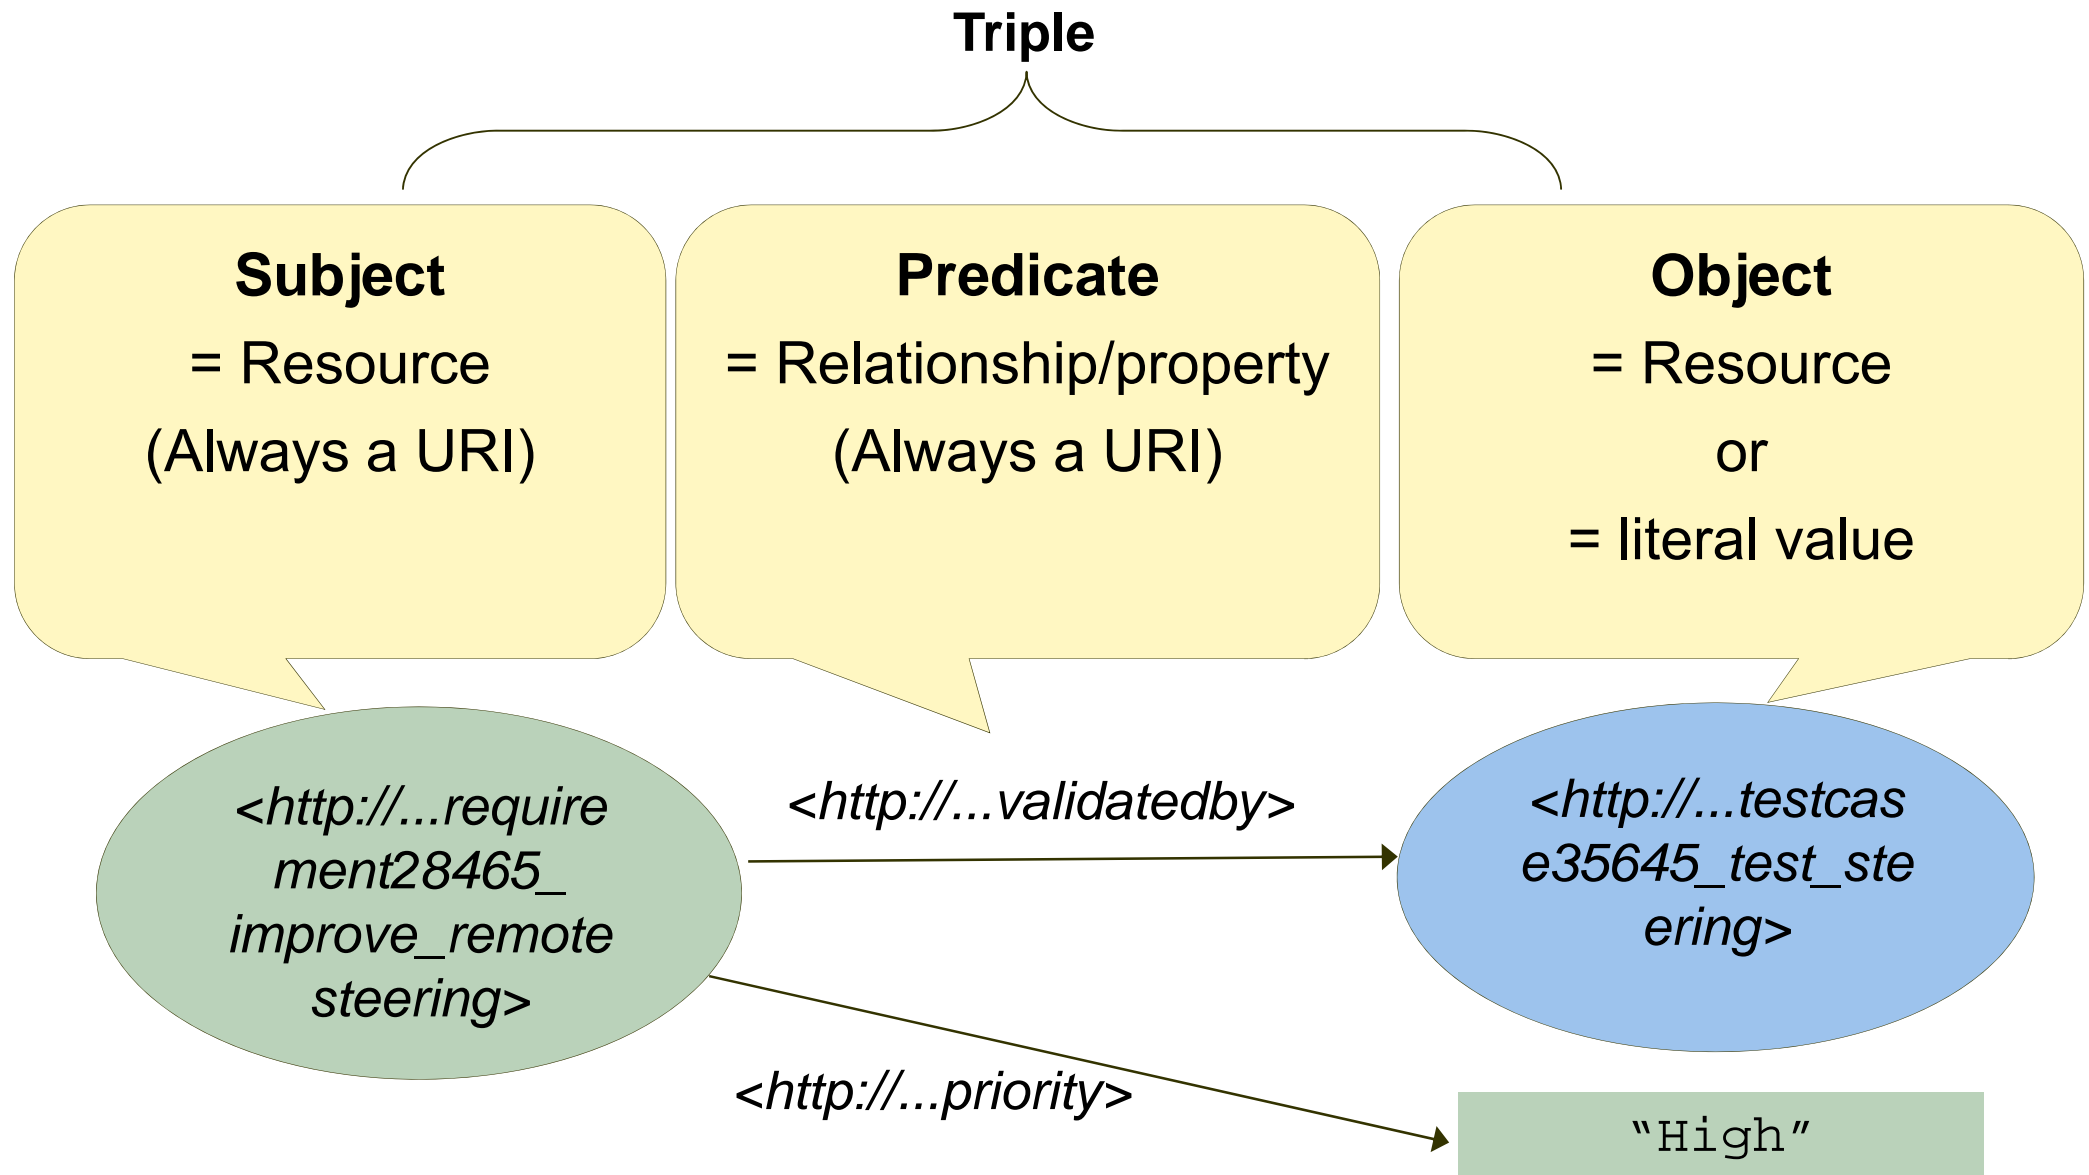 Triple
Subject
= Resource
(Always a URI)
Predicate
= Relationship/property
(Always a URI)
Object
= Resource
or
= literal value
<http://...require
ment28465_
improve_remote
steering>
<http://...validatedby>
<http://...testcas
e35645_test_ste
ering>
<http://...priority>
“High”